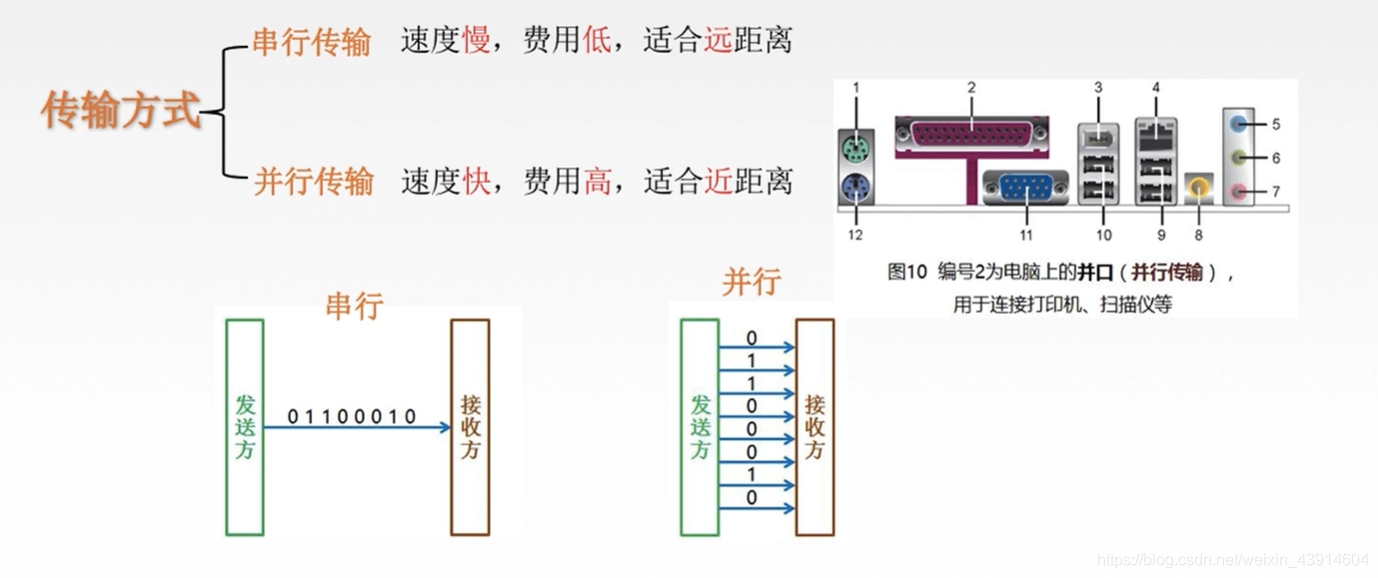 传输方式
串行传输 速度慢，费用低，适合远距离
并行传输 速度快，费用高，适合近距离
1 2 3 4
5
6
7
12 11 10 9 8
图10 编号2为电脑上的并口（并行传输），
用于连接打印机、扫描仪等
串行
发送方
01100010
接收方
并行
发送方
0
1
1
0
0
0
1
0
接收方
https://blog.csdn.net/weixin_43914604